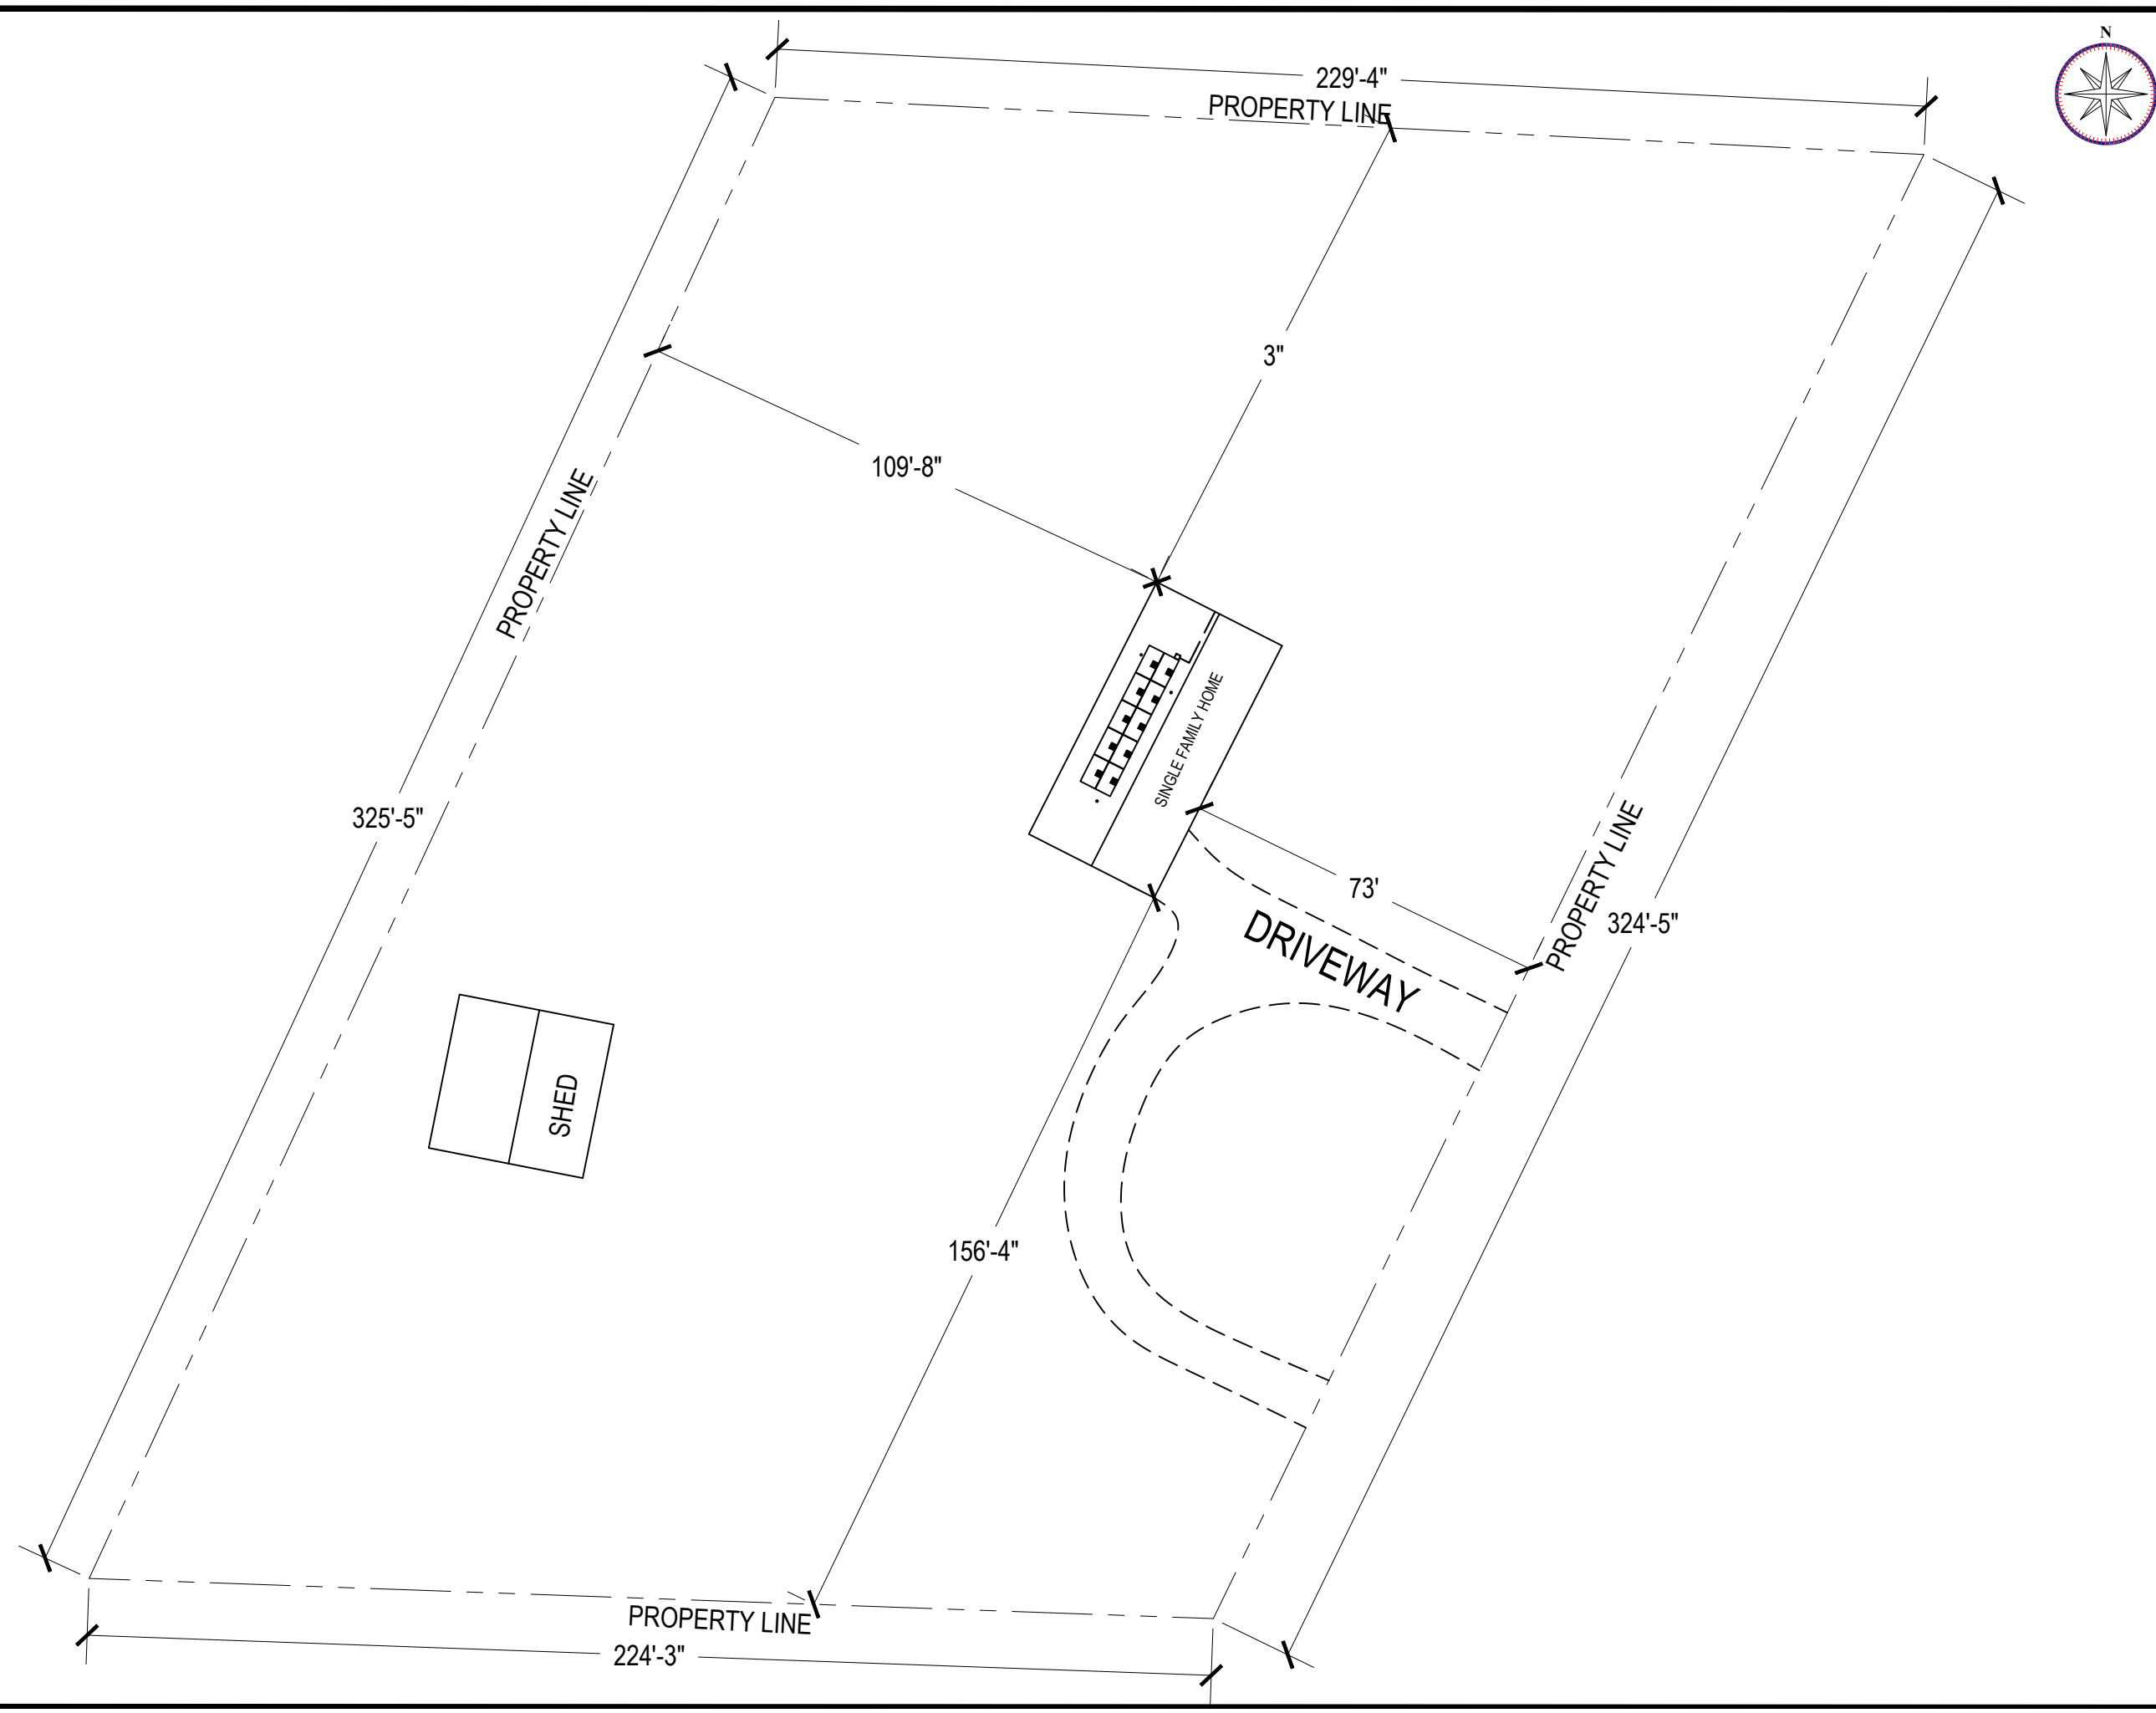 N
229'-4"
PROPERTY LINE
3"
109'-8"
PROPERTY LINE
SINGLE FAMILY HOME
325'-5"
73'
PROPERTY LINE
324'-5"
DRIVEWAY
SHED
156'-4"
PROPERTY LINE
224'-3"